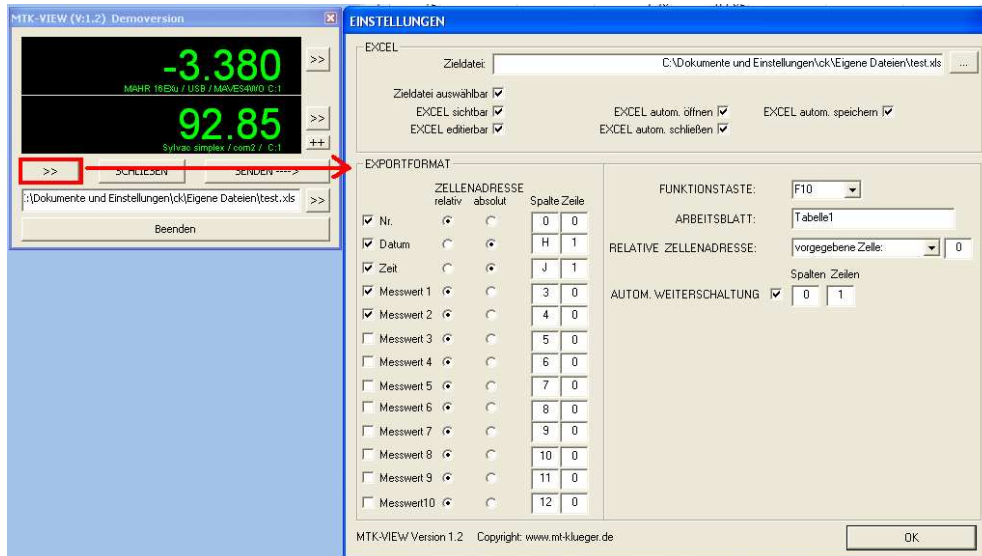 MTK-VIEW (V:1.2) Demoversion
-3.380
>>
MAHR 16EXu / USB / MAVES4WO C:1
92.85
>>
Sylvac simplex / com2 / C:1
++
>> SCHLIESSEN SENDEN ---->
:\Dokumente und Einstellungen\ck\Eigene Dateien\test.xls >>
Beenden
EINSTELLUNGEN
EXCEL
Zieldatei: C:\Dokumente und Einstellungen\ck\Eigene Dateien\test.xls ...
Zieldatei auswählbar
EXCEL sichtbar EXCEL autom. öffnen EXCEL autom. speichern
EXCEL editierbar EXCEL autom. schließen
EXPORTFORMAT
ZELLENADRESSE
relativ absolut Spalte Zeile
Nr. 0 0
Datum H 1
Zeit J 1
Messwert 1 3 0
Messwert 2 4 0
Messwert 3 5 0
Messwert 4 6 0
Messwert 5 7 0
Messwert 6 8 0
Messwert 7 9 0
Messwert 8 10 0
Messwert 9 11 0
Messwert10 12 0
FUNKTIONSTASTE: F10
ARBEITSBLATT: Tabelle1
RELATIVE ZELLENADRESSE: vorgegebene Zelle: 0
Spalten Zeilen
AUTOM. WEITERSCHALTUNG 0 1
MTK-VIEW Version 1.2 Copyright: www.mt-klueger.de
OK